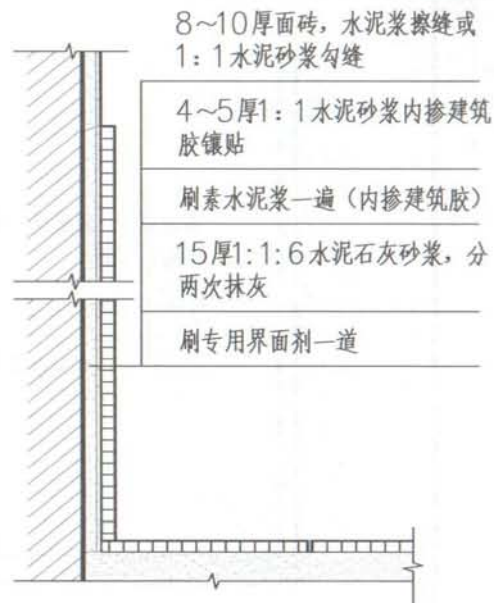 8～10厚面砖，水泥浆擦缝或
1：1水泥砂浆勾缝
4～5厚1：1水泥砂浆内掺建筑
胶镶贴
刷素水泥浆一遍（内掺建筑胶）
15厚1:1:6水泥石灰砂浆，分
两次抹灰
刷专用界面剂一道